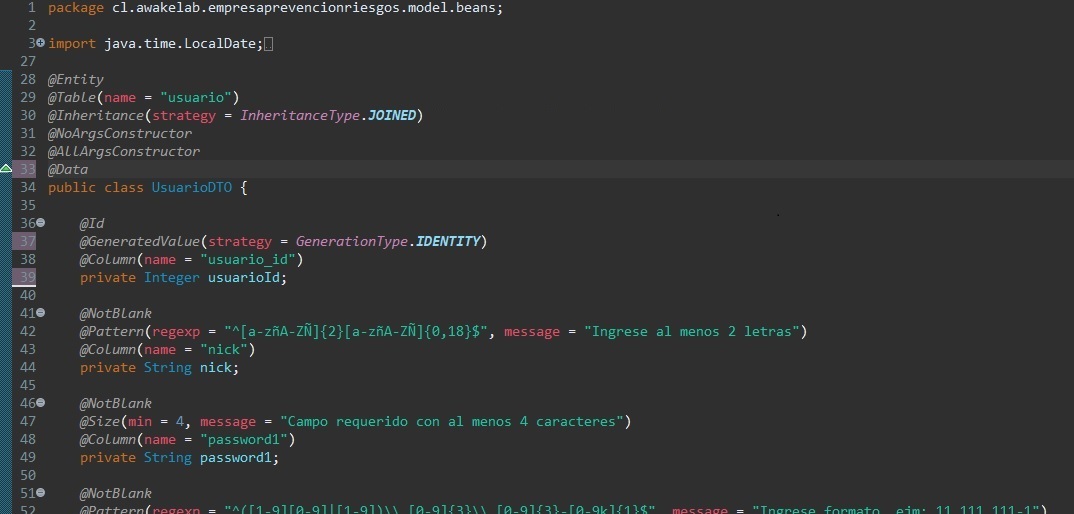 1 package cl.awakelab.empresaprevencionriesgos.model.beans;
2
3 import java.time.LocalDate;
27
28 @Entity
29 @Table(name = "usuario")
30 @Inheritance(strategy = InheritanceType.JOINED)
31 @NoArgsConstructor
32 @AllArgsConstructor
33 @Data
34 public class UsuarioDTO {
35
36 @Id
37 @GeneratedValue(strategy = GenerationType.IDENTITY)
38 @Column(name = "usuario_id")
39 private Integer usuarioId;
40
41 @NotBlank
42 @Pattern(regexp = "^[a-zñA-ZÑ]{2}[a-zñA-ZÑ]{0,18}$", message = "Ingrese al menos 2 letras")
43 @Column(name = "nick")
44 private String nick;
45
46 @NotBlank
47 @Size(min = 4, message = "Campo requerido con al menos 4 caracteres")
48 @Column(name = "password1")
49 private String password1;
50
51 @NotBlank
52 @Pattern(regexp = "^([1-9][0-9]|[1-9])\\.[0-9]{3}\\.[0-9]{3}-[0-9k]{1}$", message = "Ingrese formato, ejm: 11.111.111-1")